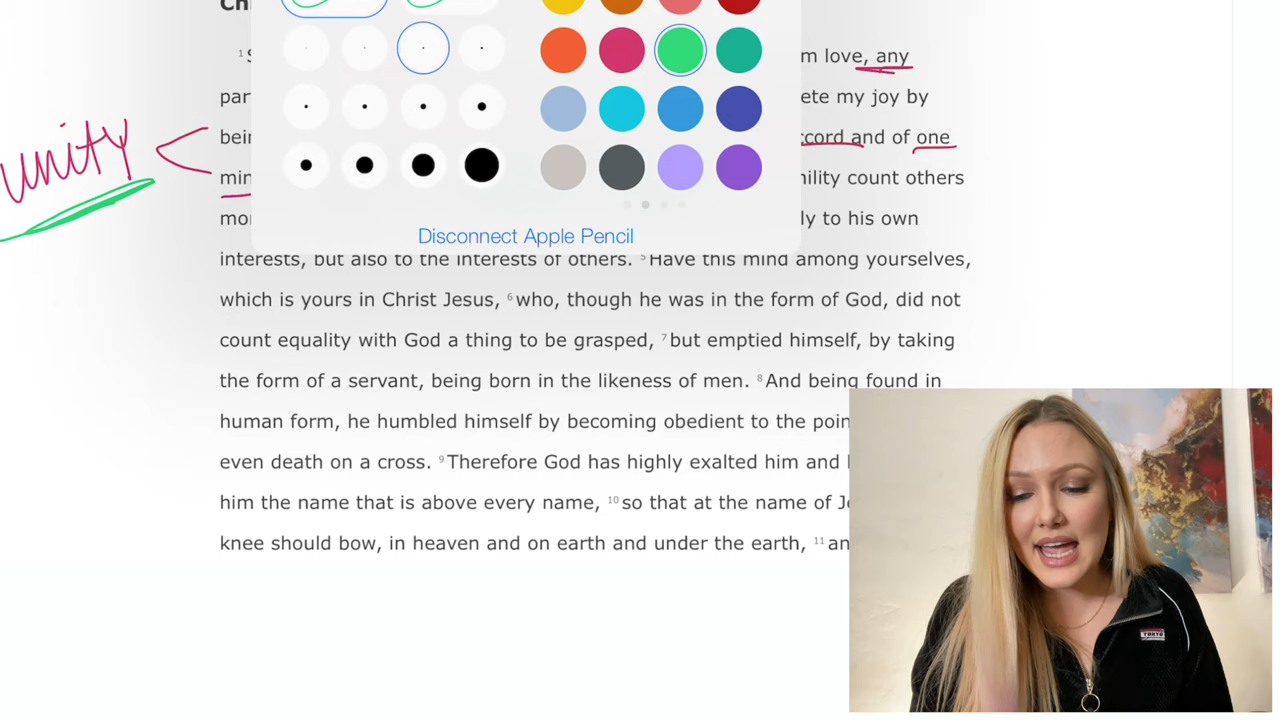 Ch
1 S m love, any
par ete my joy by
unity
bein ccord and of one
min ility count others
mo ly to his own
Disconnect Apple Pencil
interests, but also to the interests of others. 5 Have this mind among yourselves,
which is yours in Christ Jesus, 6 who, though he was in the form of God, did not
count equality with God a thing to be grasped, 7 but emptied himself, by taking
the form of a servant, being born in the likeness of men. 8 And being found in
human form, he humbled himself by becoming obedient to the poin
even death on a cross. 9 Therefore God has highly exalted him and
him the name that is above every name, 10 so that at the name of Je
knee should bow, in heaven and on earth and under the earth, 11 an
TOKYO